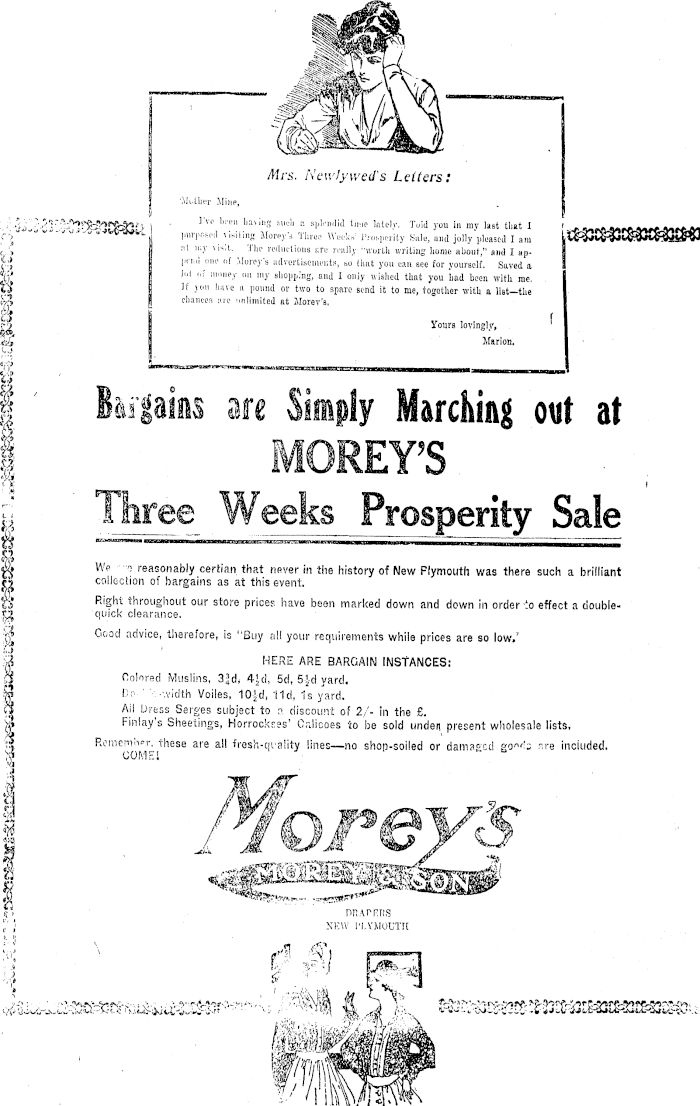 Mrs. Newlywed's Letters:
Mother Mine,
I've been having such a splendid time lately. Told you in my last that I
purposed visiting Morey's Three Weeks' Prosperity Sale, and jolly pleased I am
at my visit. The reductions are really "worth writing home about," and I ap-
pend one of Morey's advertisements, so that you can see for yourself. Saved a
lot of money on my shopping, and I only wished that you had been with me.
If you have a pound or two to spare send it to me, together with a list—the
chances are unlimited at Morey's.
Yours lovingly,
Marion.
Bargains are Simply Marching out at
MOREY'S
Three Weeks Prosperity Sale
We are reasonably certian that never in the history of New Plymouth was there such a brilliant
collection of bargains as at this event.
Right throughout our store prices have been marked down and down in order to effect a double-
quick clearance.
Good advice, therefore, is "Buy all your requirements while prices are so low."
HERE ARE BARGAIN INSTANCES:
Colored Muslins, 3¾d, 4½d, 5d, 5½d yard.
Double-width Voiles, 10½d, 11d, 1s yard.
All Dress Serges subject to a discount of 2/- in the £.
Finlay's Sheetings, Horrockses' Calicoes to be sold under present wholesale lists.
Remember, these are all fresh-quality lines—no shop-soiled or damaged goods are included.
COME!
Morey's
MOREY & SON
DRAPERS
NEW PLYMOUTH